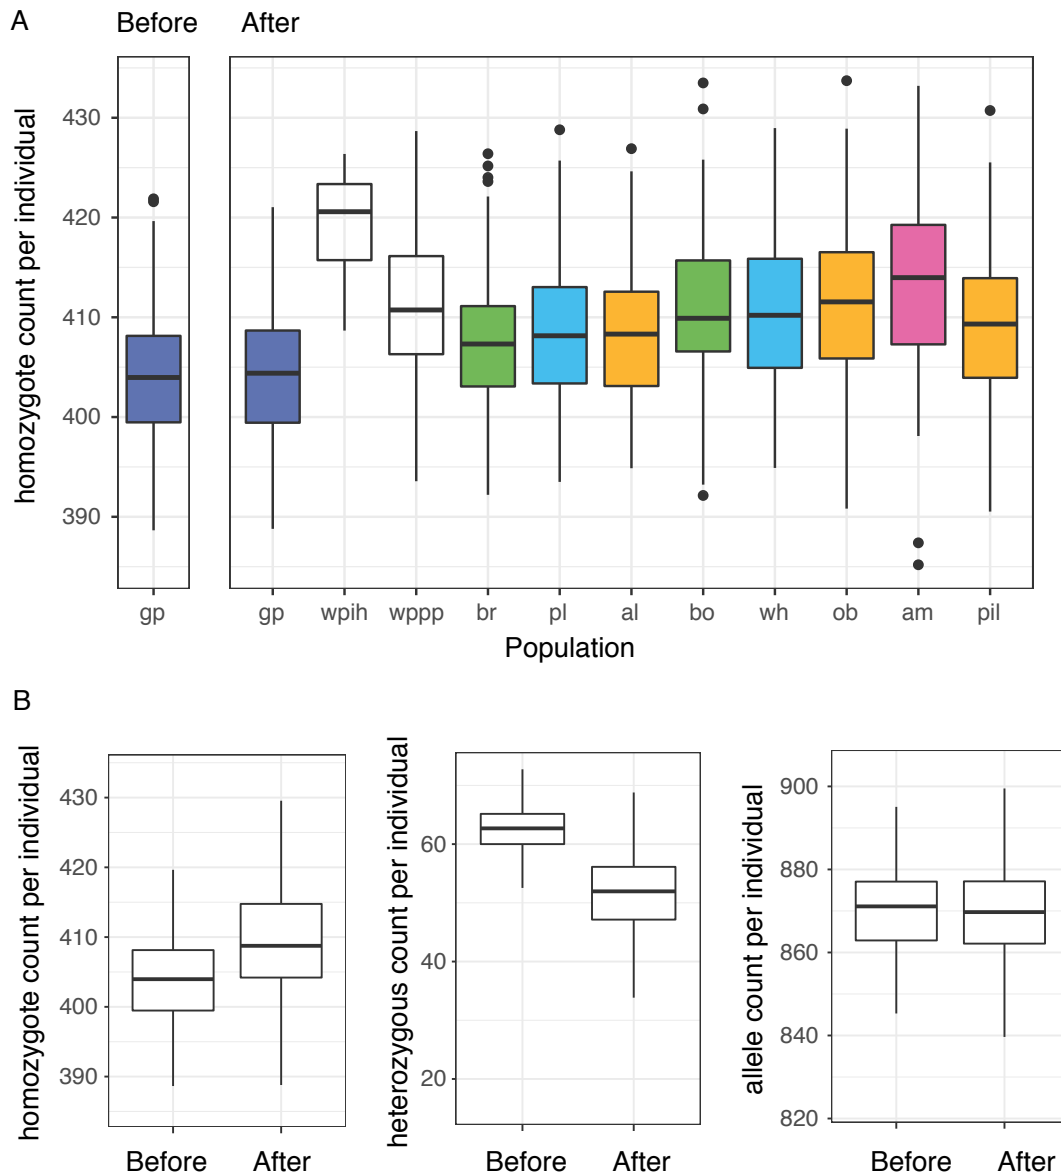 A
Before After
homozygote count per individual
430
420
410
400
390
gp
gp wpih wppp br pl al bo wh ob am pil
Population
B
homozygote count per individual
430
420
410
400
390
Before After
heterozygous count per individual
60
40
20
Before After
allele count per individual
900
880
860
840
820
Before After